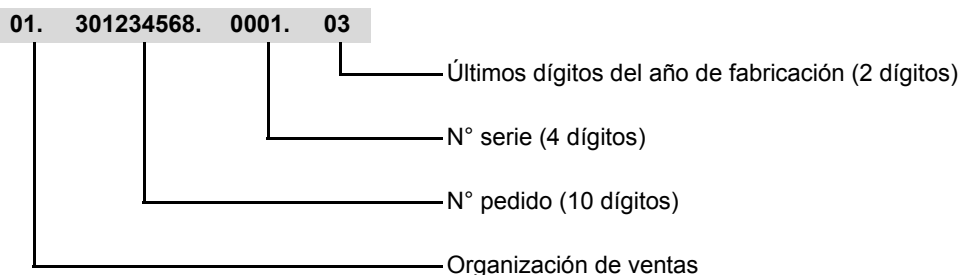 01. 301234568. 0001. 03
Últimos dígitos del año de fabricación (2 dígitos)
N° serie (4 dígitos)
N° pedido (10 dígitos)
Organización de ventas